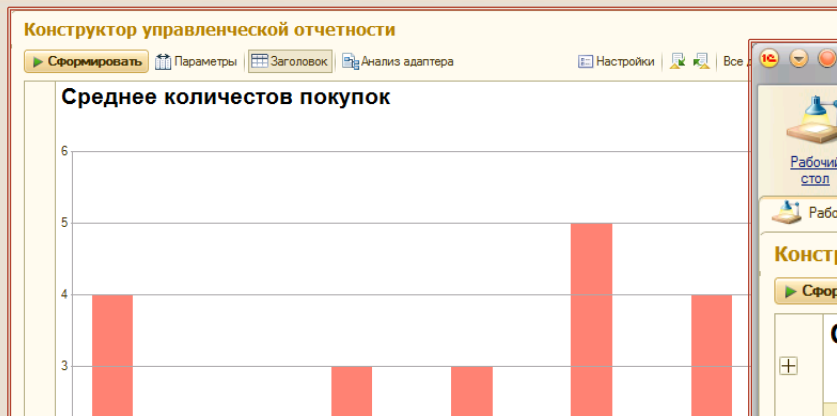 Конструктор управленческой отчетности
Сформировать Параметры Заголовок Анализ адаптера Настройки Все
Среднее количестов покупок
6
5
4
3
1С
Рабочий
стол
Рабо
Констр
Сфор